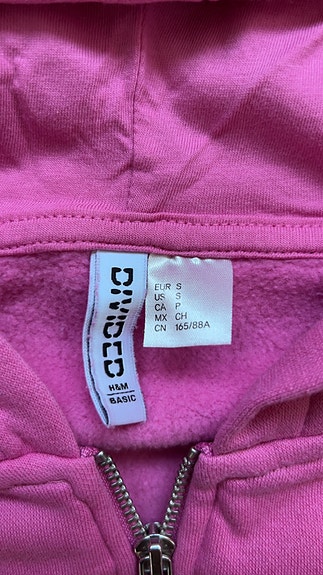 DIVIDED
H&M
BASIC
EUR S
US S
CA P
MX CH
CN 165/88A